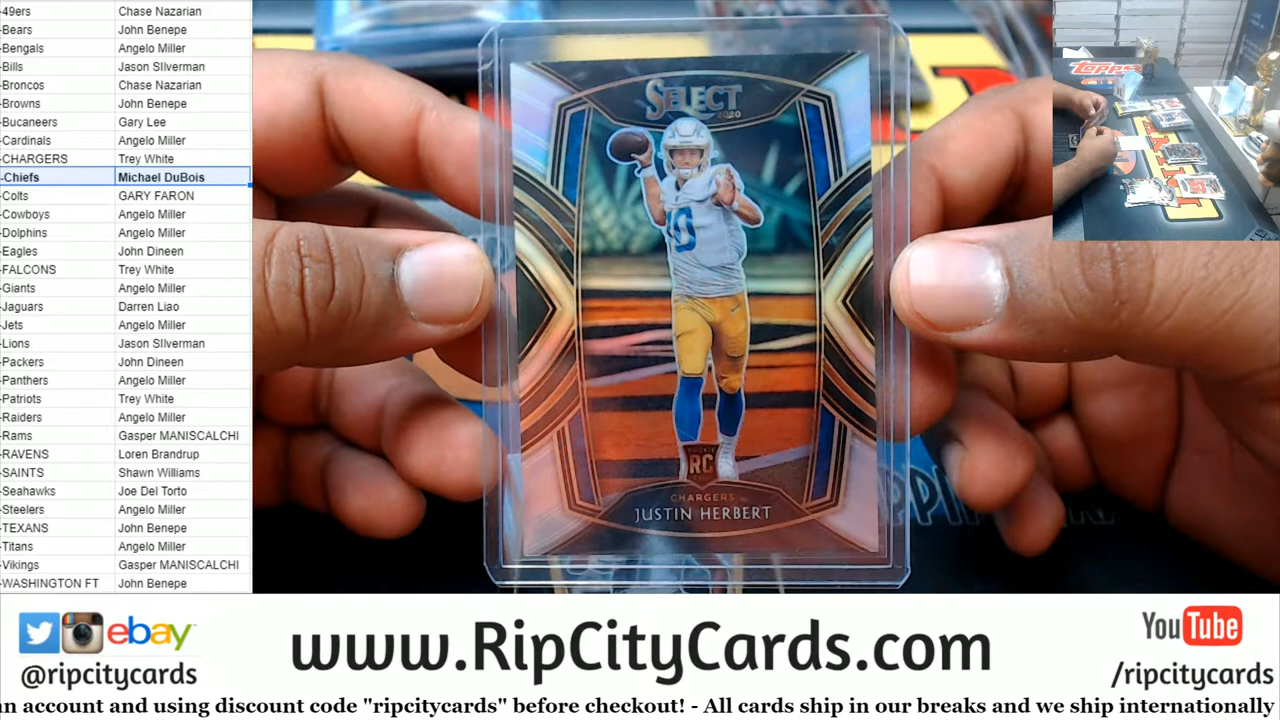 -49ers Chase Nazarian
-Bears John Benepe
-Bengals Angelo Miller
-Bills Jason SIlverman
-Broncos Chase Nazarian
-Browns John Benepe
-Bucaneers Gary Lee
-Cardinals Angelo Miller
-CHARGERS Trey White
-Chiefs Michael DuBois
-Colts GARY FARON
-Cowboys Angelo Miller
-Dolphins Angelo Miller
-Eagles John Dineen
-FALCONS Trey White
-Giants Angelo Miller
-Jaguars Darren Liao
-Jets Angelo Miller
-Lions Jason SIlverman
-Packers John Dineen
-Panthers Angelo Miller
-Patriots Trey White
-Raiders Angelo Miller
-Rams Gasper MANISCALCHI
-RAVENS Loren Brandrup
-SAINTS Shawn Williams
-Seahawks Joe Del Torto
-Steelers Angelo Miller
-TEXANS John Benepe
-Titans Angelo Miller
-Vikings Gasper MANISCALCHI
-WASHINGTON FT John Benepe
SELECT
2020
10
ROOKIE
RC
CHARGERS
JUSTIN HERBERT
Topps
ebay
@ripcitycards
www.RipCityCards.com
YouTube
/ripcitycards
n account and using discount code "ripcitycards" before checkout! - All cards ship in our breaks and we ship internationally